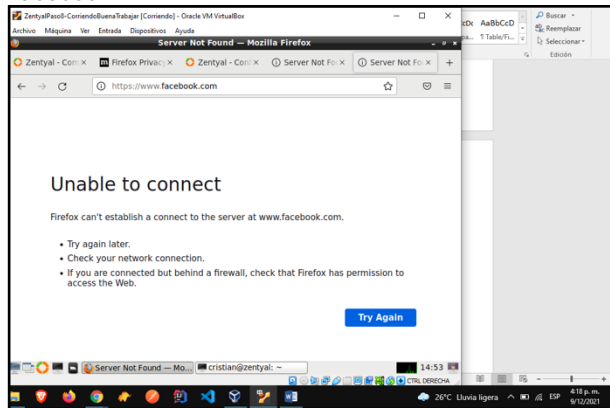 ZentyalPaso8-CorriendoBuenaTrabajar [Corriendo] - Oracle VM VirtualBox
Archivo Máquina Ver Entrada Dispositivos Ayuda
Server Not Found — Mozilla Firefox
Zentyal - Com × Firefox Privacy × Zentyal - Cont × Server Not Fo × Server Not Fo × +
https://www.facebook.com
Unable to connect
Firefox can't establish a connect to the server at www.facebook.com.
• Try again later.
• Check your network connection.
• If you are connected but behind a firewall, check that Firefox has permission to
access the Web.
Try Again
Server Not Found — Mo... cristian@zentyal: ~ 14:53
CTRL DERECHA
AaBbCcD
¶ Table/Fi...
Buscar
Reemplazar
Seleccionar
Edición
26°C Lluvia ligera ESP 4:18 p. m.
9/12/2021